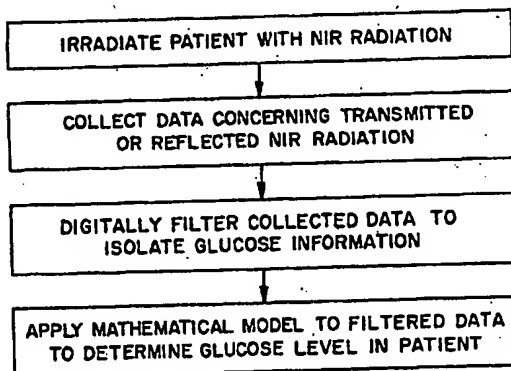 IRRADIATE PATIENT WITH NIR RADIATION
COLLECT DATA CONCERNING TRANSMITTED
OR REFLECTED NIR RADIATION
DIGITALLY FILTER COLLECTED DATA TO
ISOLATE GLUCOSE INFORMATION
APPLY MATHEMATICAL MODEL TO FILTERED DATA
TO DETERMINE GLUCOSE LEVEL IN PATIENT